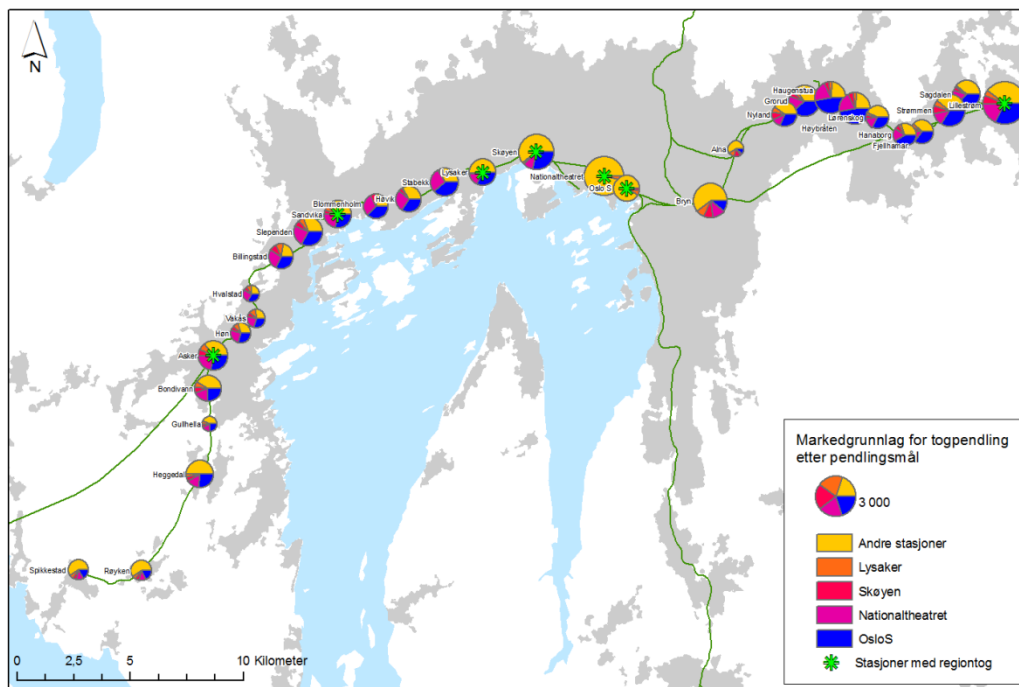 N
Haugenstua
Grorud
Nyland
Lørenskog
Høybråten
Hanaborg
Fjellhamar
Sagdalen
Strømmen
Lillestrøm
Alna
Skøyen
Lysaker
Nationaltheatret
Oslo S
Bryn
Stabekk
Høvik
Blommenholm
Sandvika
Slependen
Billingstad
Hvalstad
Vakås
Høn
Asker
Bondivann
Gullhella
Heggedal
Spikkestad
Røyken
0 2,5 5 10 Kilometer
Markedgrunnlag for togpendling
etter pendlingsmål
3 000
Andre stasjoner
Lysaker
Skøyen
Nationaltheatret
OsloS
Stasjoner med regiontog